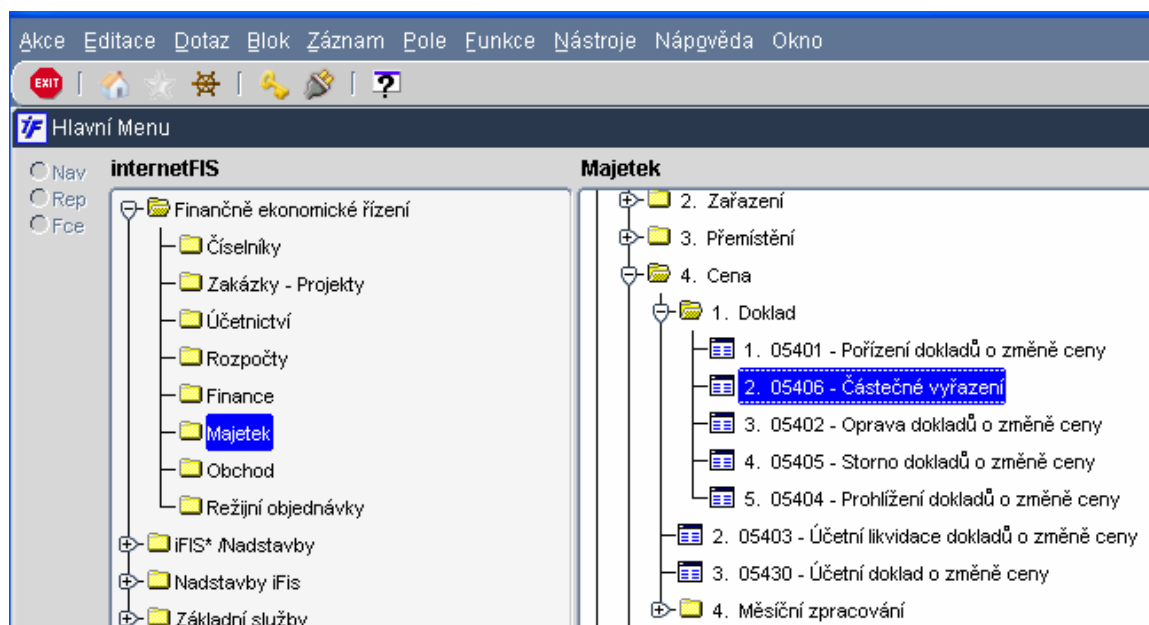 Akce Editace Dotaz Blok Záznam Pole Funkce Nástroje Nápověda Okno
EXIT ?
iF Hlavní Menu
Nav
Rep
Fce
internetFIS
Finančně ekonomické řízení
Číselníky
Zakázky - Projekty
Účetnictví
Rozpočty
Finance
Majetek
Obchod
Režijní objednávky
iFIS* /Nadstavby
Nadstavby iFis
Základní služby
Majetek
2. Zařazení
3. Přemístění
4. Cena
1. Doklad
1. 05401 - Pořízení dokladů o změně ceny
2. 05406 - Částečné vyřazení
3. 05402 - Oprava dokladů o změně ceny
4. 05405 - Storno dokladů o změně ceny
5. 05404 - Prohlížení dokladů o změně ceny
2. 05403 - Účetní likvidace dokladů o změně ceny
3. 05430 - Účetní doklad o změně ceny
4. Měsíční zpracování